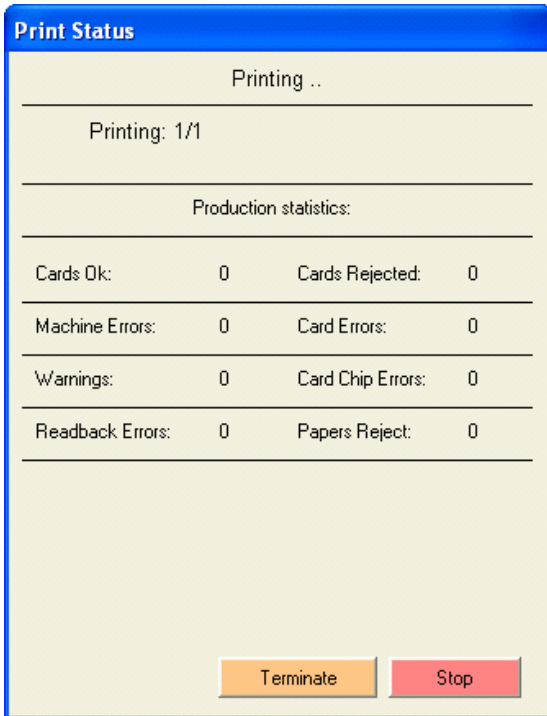 Print Status
Printing ..
Printing: 1/1
Production statistics:
Cards Ok: 0 Cards Rejected: 0
Machine Errors: 0 Card Errors: 0
Warnings: 0 Card Chip Errors: 0
Readback Errors: 0 Papers Reject: 0
Terminate Stop